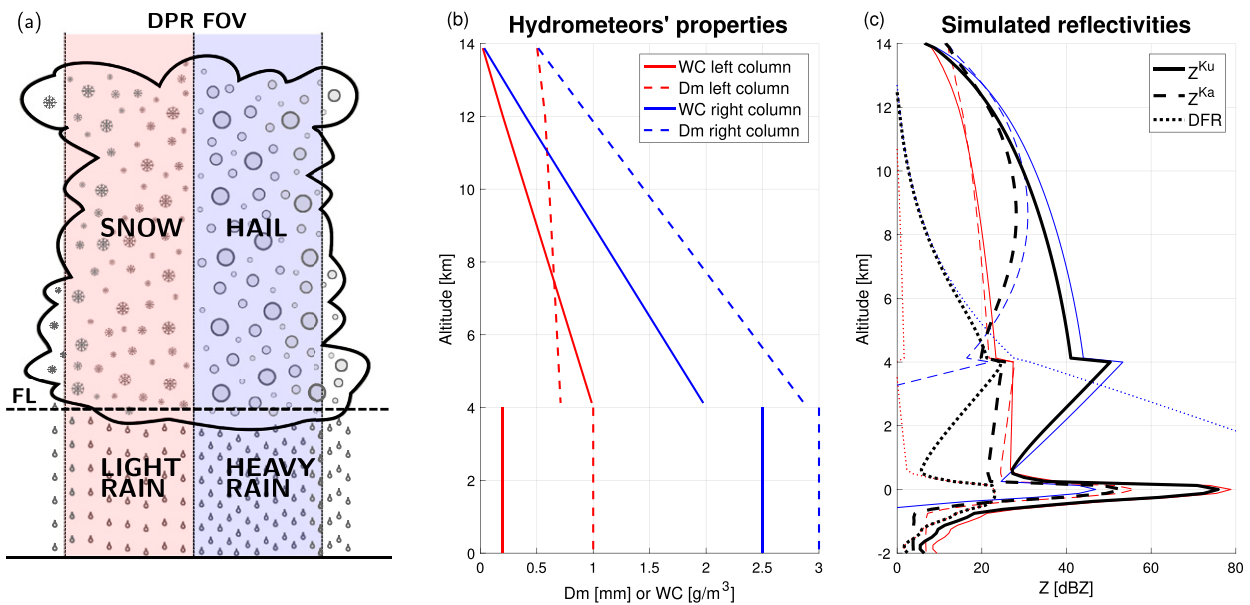 (a)
DPR FOV
SNOW
HAIL
FL
LIGHT
RAIN
HEAVY
RAIN
(b)
Hydrometeors' properties
WC left column
Dm left column
WC right column
Dm right column
Altitude [km]
14
12
10
8
6
4
2
0
0
0.5
1
1.5
2
2.5
3
Dm [mm] or WC [g/m³]
(c)
Simulated reflectivities
Z^Ku
Z^Ka
DFR
Altitude [km]
14
12
10
8
6
4
2
0
-2
0
20
40
60
80
Z [dBZ]